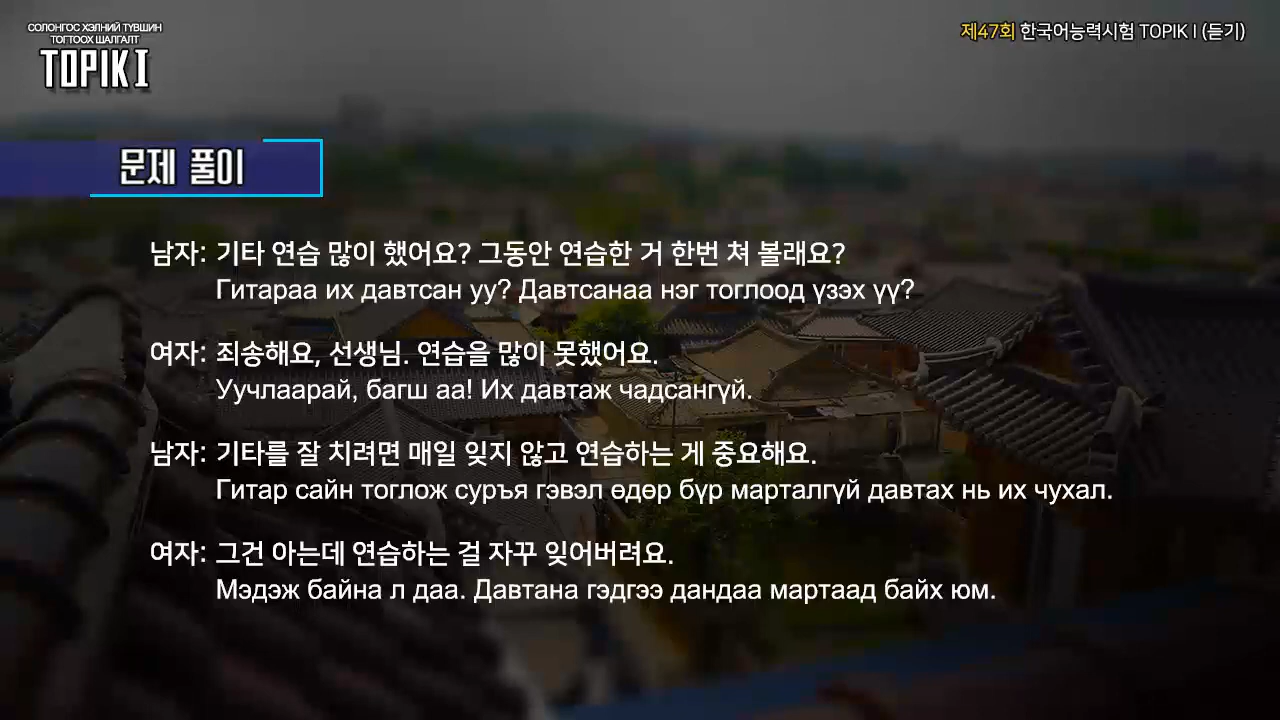 СОЛОНГОС ХЭЛНИЙ ТҮВШИН
ТОГТООХ ШАЛГАЛТ
TOPIK I
제47회 한국어능력시험 TOPIK I (듣기)
문제 풀이
남자: 기타 연습 많이 했어요? 그동안 연습한 거 한번 쳐 볼래요?
Гитараа их давтсан уу? Давтсанаа нэг тоглоод үзэх үү?
여자: 죄송해요, 선생님. 연습을 많이 못했어요.
Уучлаарай, багш аа! Их давтаж чадсангүй.
남자: 기타를 잘 치려면 매일 잊지 않고 연습하는 게 중요해요.
Гитар сайн тоглож суръя гэвэл өдөр бүр марталгүй давтах нь их чухал.
여자: 그건 아는데 연습하는 걸 자꾸 잊어버려요.
Мэдэж байна л даа. Давтана гэдгээ дандаа мартаад байх юм.